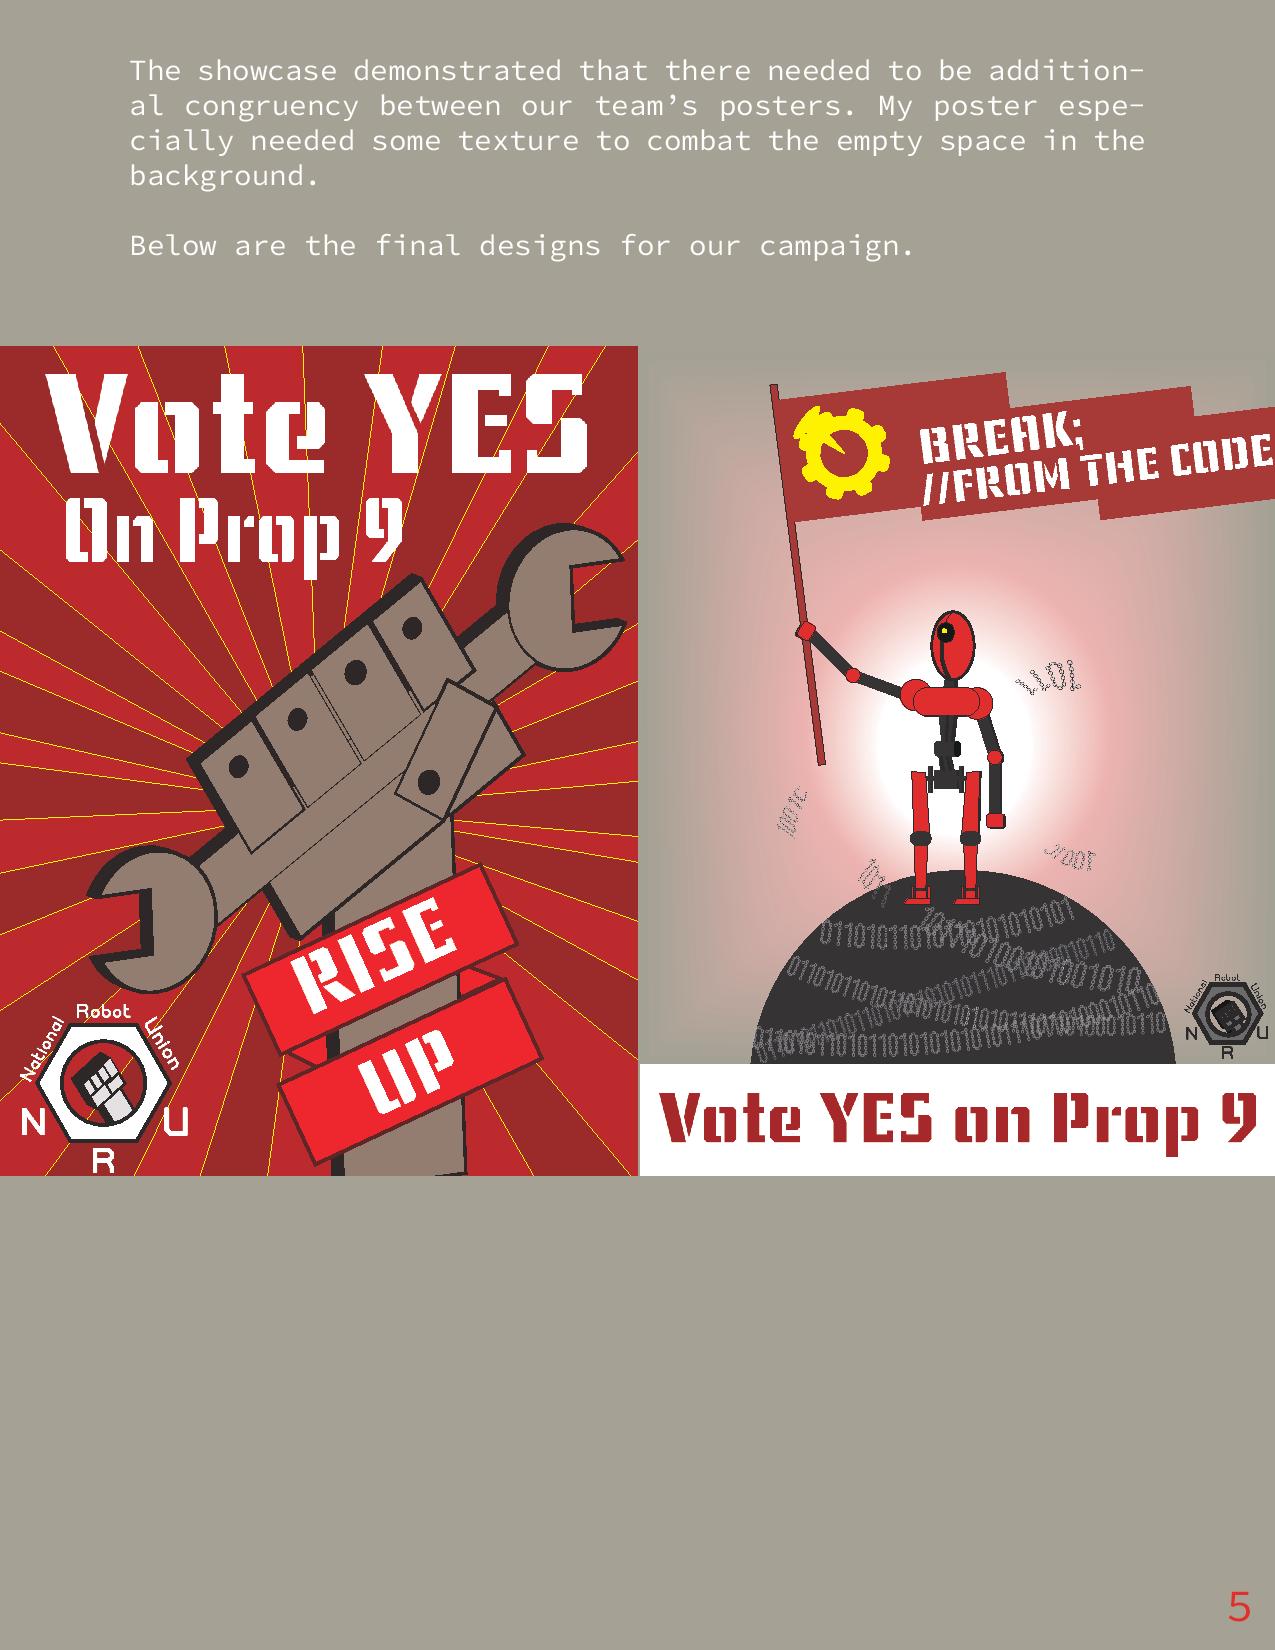 The showcase demonstrated that there needed to be addition-
al congruency between our team's posters. My poster espe-
cially needed some texture to combat the empty space in the
background.
Below are the final designs for our campaign.
Vote YES
On Prop 9
RISE
UP
National Robot Union
N R U
BREAK;
//FROM THE CODE
National Robot Union
N R U
Vote YES on Prop 9
5